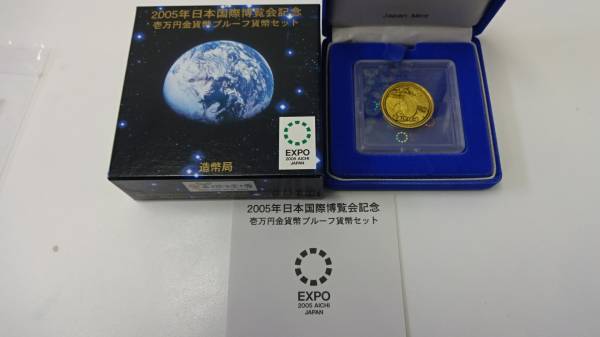 2005年日本国際博覧会記念
壱万円金貨幣プルーフ貨幣セット
造幣局
EXPO
2005 AICHI
JAPAN
Japan Mint
2005年日本国際博覧会記念
壱万円金貨幣プルーフ貨幣セット
EXPO
2005 AICHI
JAPAN